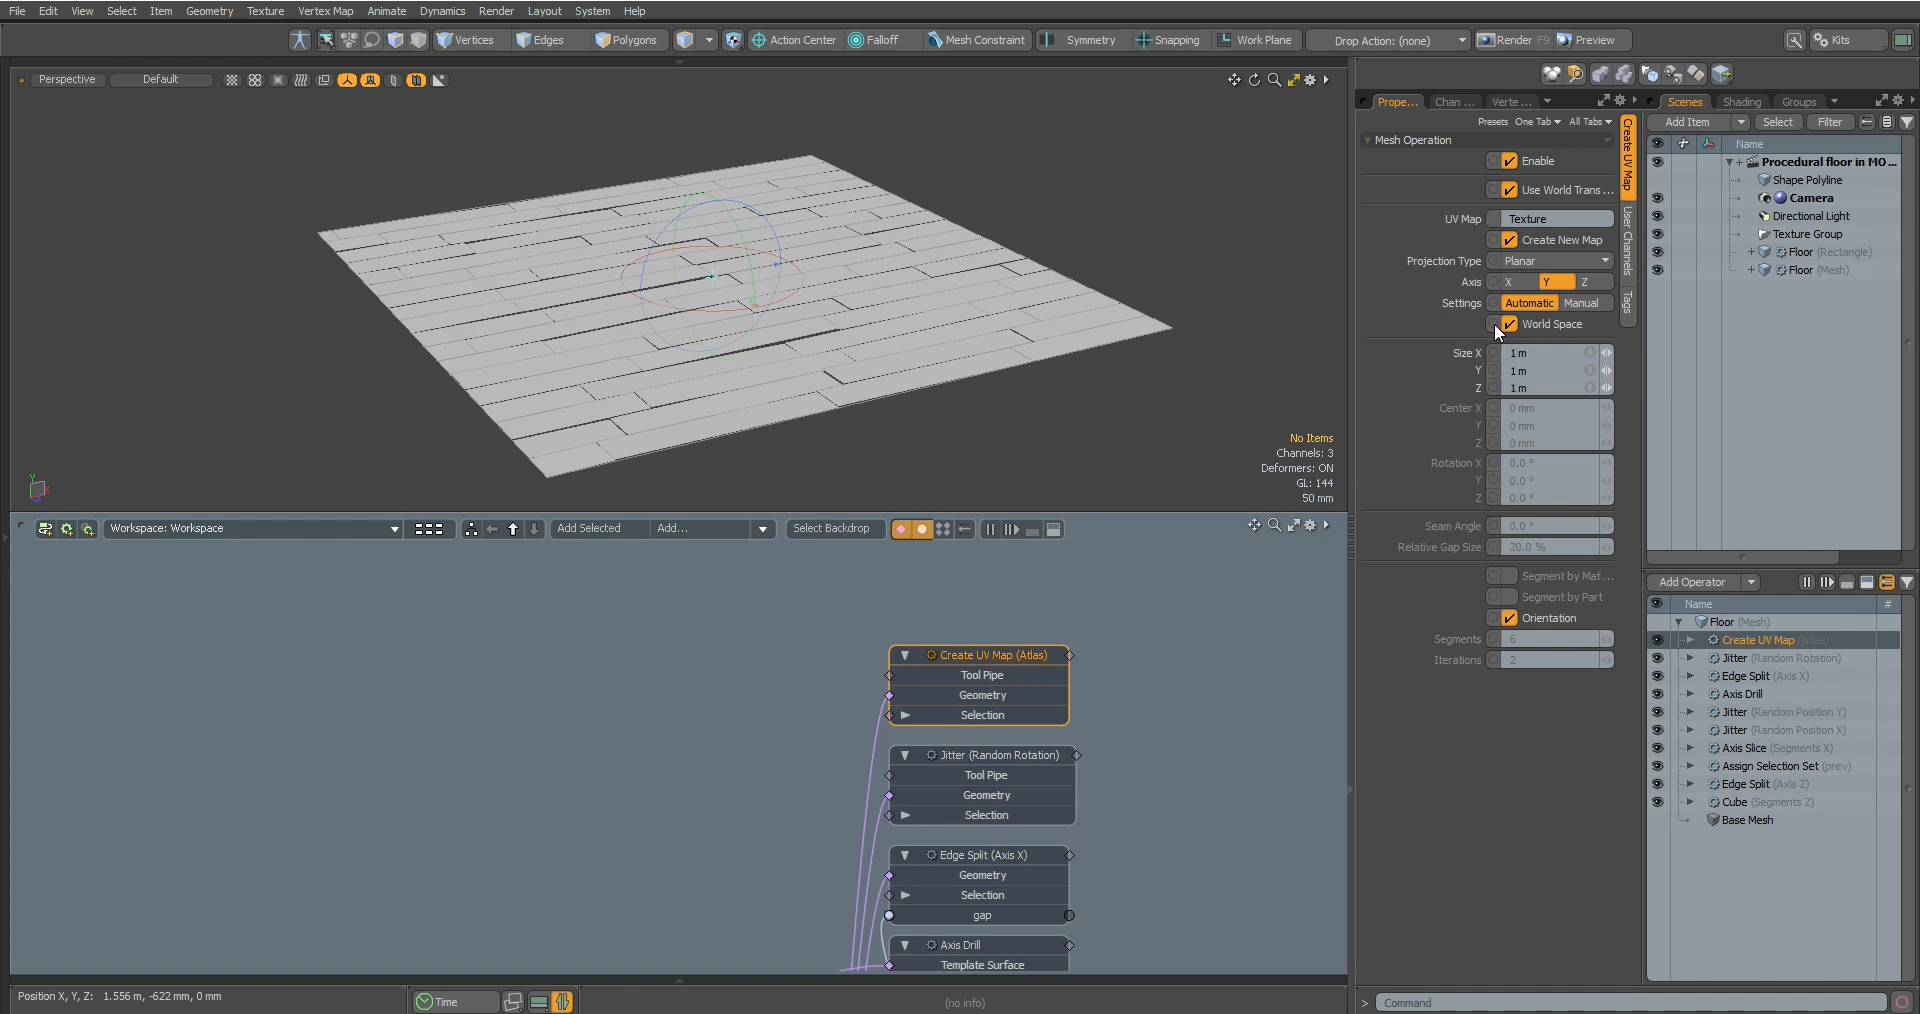 File Edit View Select Item Geometry Texture Vertex Map Animate Dynamics Render Layout System Help
Vertices Edges Polygons Action Center Falloff Mesh Constraint Symmetry Snapping Work Plane Drop Action: (none) Render F9 Preview Kits
Perspective Default
No Items
Channels: 3
Deformers: ON
GL: 144
50 mm
Y
X
Workspace: Workspace Add Selected Add... Select Backdrop
Create UV Map (Atlas)
Tool Pipe
Geometry
Selection
Jitter (Random Rotation)
Tool Pipe
Geometry
Selection
Edge Split (Axis X)
Geometry
Selection
gap
Axis Drill
Template Surface
Position X, Y, Z: 1.556 m, -622 mm, 0 mm
Time
(no info)
Prope... Chan ... Verte ...
Presets One Tab All Tabs
Mesh Operation
Enable
Use World Trans ...
UV Map Texture
Create New Map
Projection Type Planar
Axis X Y Z
Settings Automatic Manual
World Space
Size X 1 m
Y 1 m
Z 1 m
Center X 0 mm
Y 0 mm
Z 0 mm
Rotation X 0.0 °
Y 0.0 °
Z 0.0 °
Seam Angle 0.0 °
Relative Gap Size 20.0 %
Segment by Mat ...
Segment by Part
Orientation
Segments 6
Iterations 2
Create UV Map
User Channels
Tags
Scenes Shading Groups
Add Item Select Filter
Name
Procedural floor in MO ...
Shape Polyline
Camera
Directional Light
Texture Group
Floor (Rectangle)
Floor (Mesh)
Add Operator
Name #
Floor (Mesh)
Create UV Map (Atlas)
Jitter (Random Rotation)
Edge Split (Axis X)
Axis Drill
Jitter (Random Position Y)
Jitter (Random Position X)
Axis Slice (Segments X)
Assign Selection Set (prev)
Edge Split (Axis Z)
Cube (Segments Z)
Base Mesh
> Command